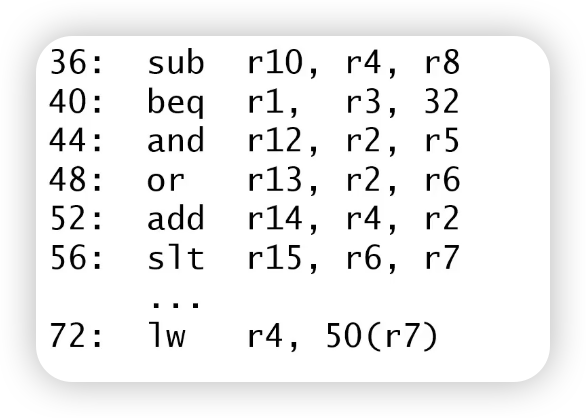 36: sub r10, r4, r8
40: beq r1, r3, 32
44: and r12, r2, r5
48: or r13, r2, r6
52: add r14, r4, r2
56: slt r15, r6, r7
...
72: lw r4, 50(r7)